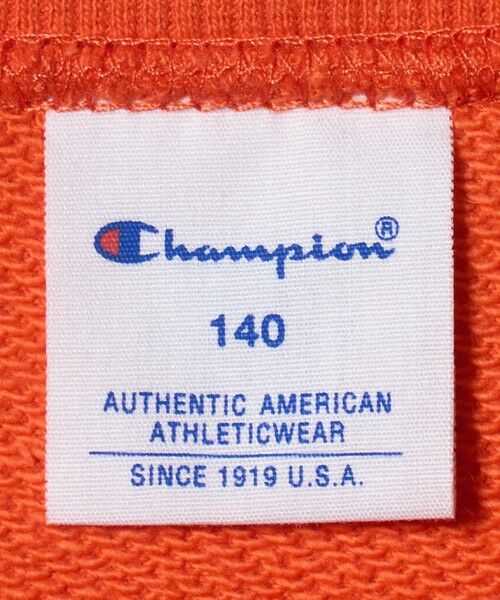 Champion®
140
AUTHENTIC AMERICAN
ATHLETICWEAR
SINCE 1919 U.S.A.